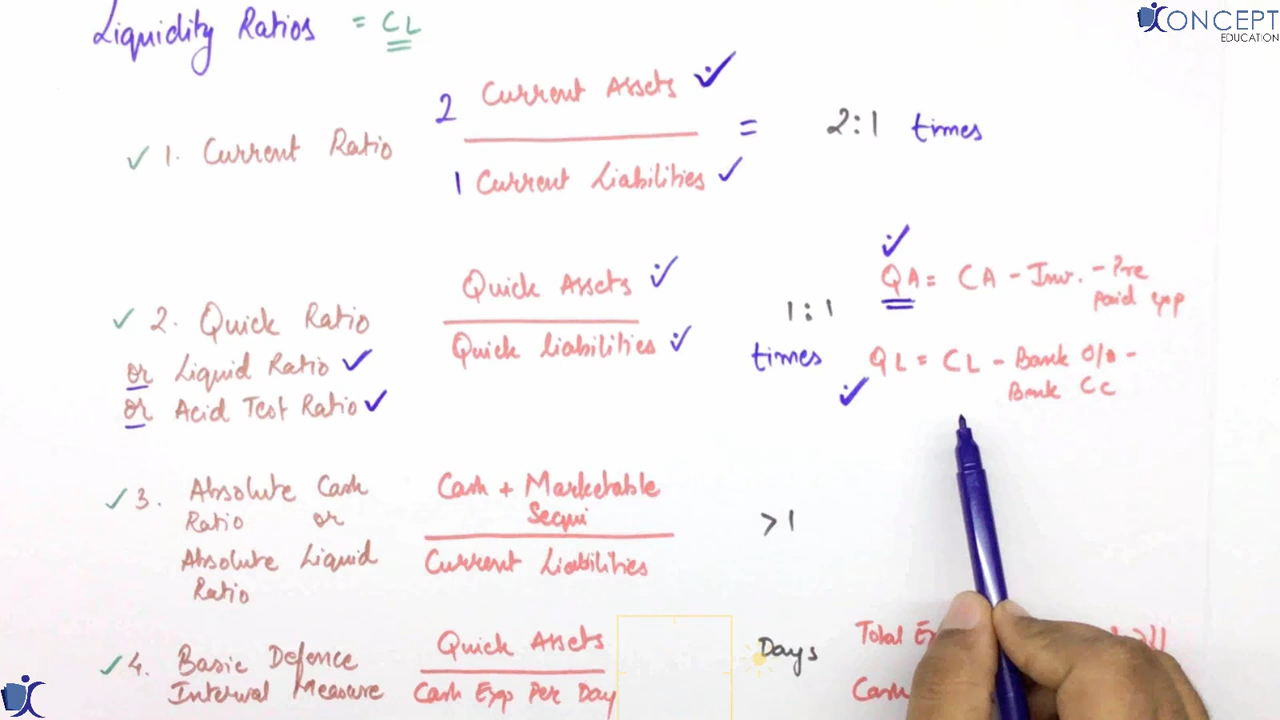 Liquidity Ratios = CL
CONCEPT
EDUCATION
1. Current Ratio
2 Current Assets
1 Current Liabilities
= 2:1 times
2. Quick Ratio
or Liquid Ratio
or Acid Test Ratio
Quick Assets
Quick Liabilities
1:1
times
QA = CA - Inv. - Pre
paid exp
QL = CL - Bank O/D -
Bank CC
3. Absolute Cash
Ratio or
Absolute Liquid
Ratio
Cash + Marketable
Sequi
Current Liabilities
>1
4. Basic Defence
Interval Measure
Quick Assets
Cash Exp Per Day
Days
Total
Cash